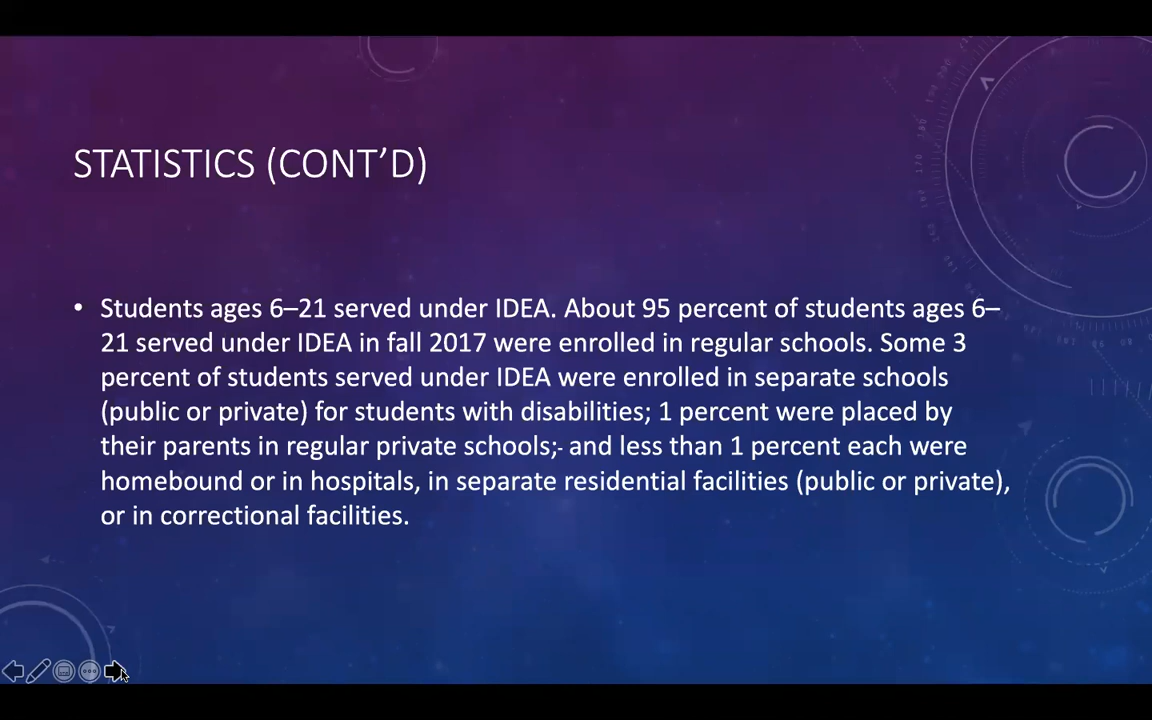 STATISTICS (CONT’D)
• Students ages 6–21 served under IDEA. About 95 percent of students ages 6–
21 served under IDEA in fall 2017 were enrolled in regular schools. Some 3
percent of students served under IDEA were enrolled in separate schools
(public or private) for students with disabilities; 1 percent were placed by
their parents in regular private schools;- and less than 1 percent each were
homebound or in hospitals, in separate residential facilities (public or private),
or in correctional facilities.